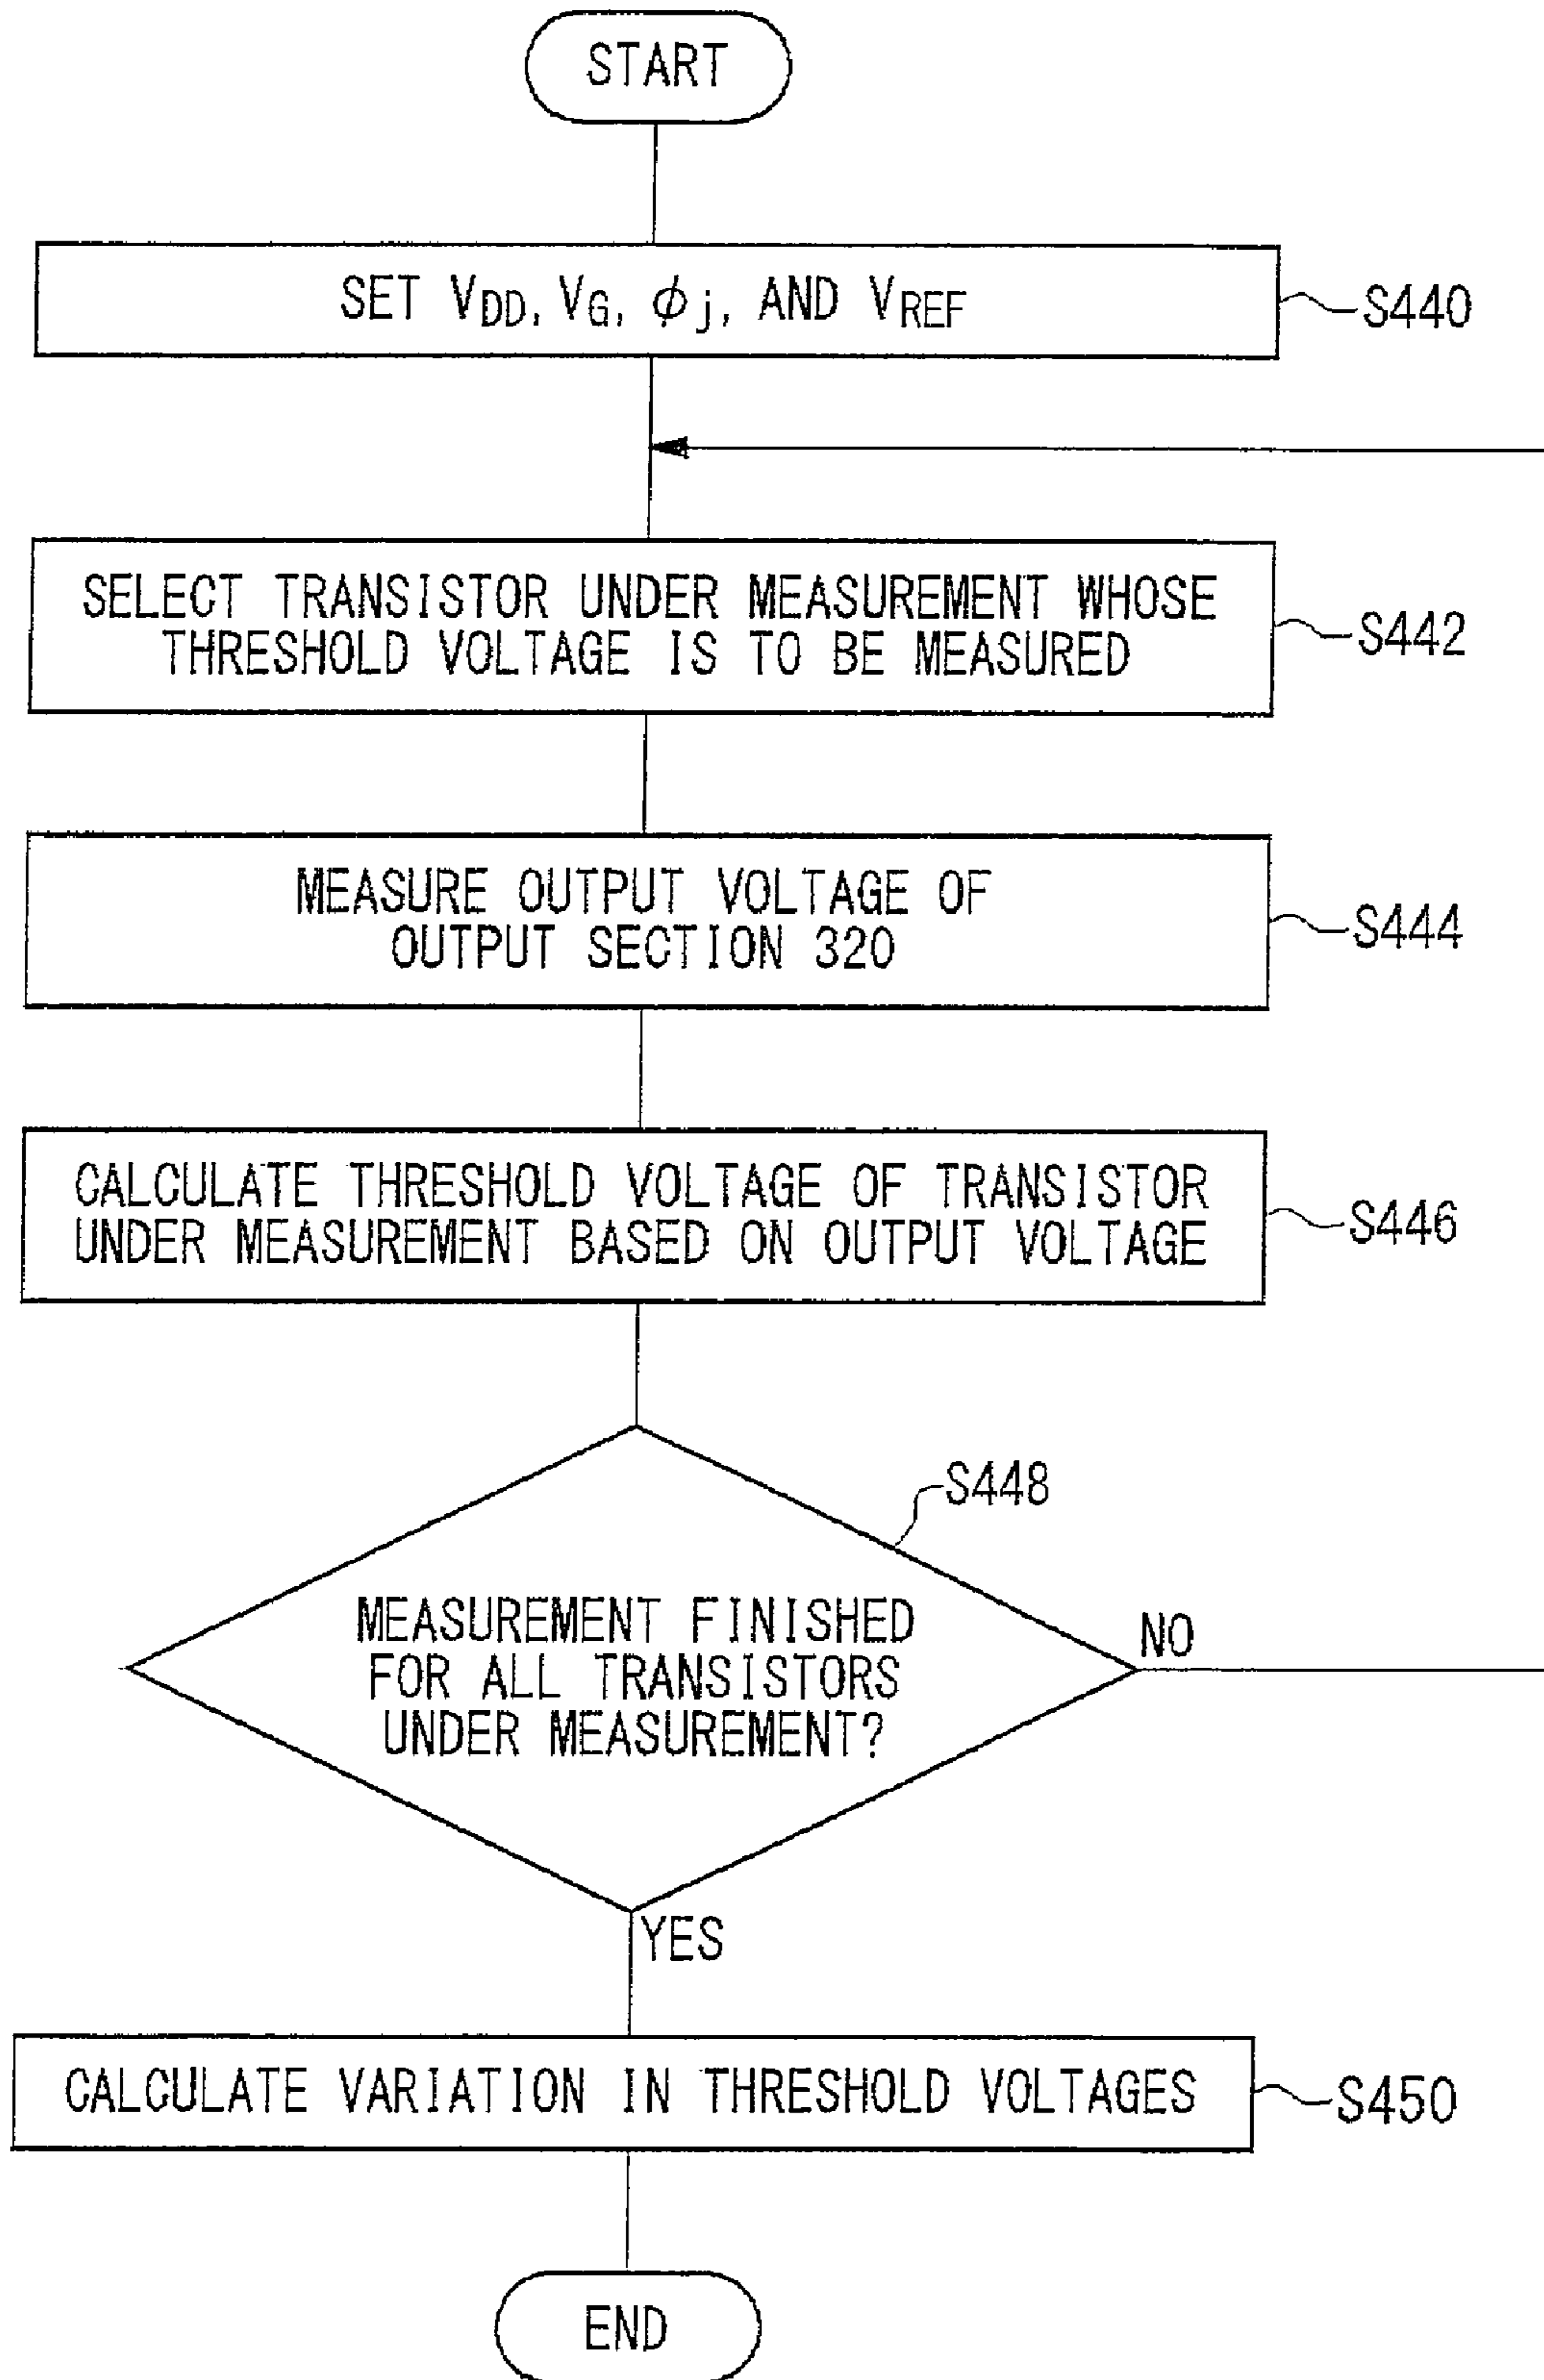 START
SET VDD, VG, φj, AND VREF
S440
SELECT TRANSISTOR UNDER MEASUREMENT WHOSE
THRESHOLD VOLTAGE IS TO BE MEASURED
S442
MEASURE OUTPUT VOLTAGE OF
OUTPUT SECTION 320
S444
CALCULATE THRESHOLD VOLTAGE OF TRANSISTOR
UNDER MEASUREMENT BASED ON OUTPUT VOLTAGE
S446
S448
MEASUREMENT FINISHED
FOR ALL TRANSISTORS
UNDER MEASUREMENT?
NO
YES
CALCULATE VARIATION IN THRESHOLD VOLTAGES
S450
END